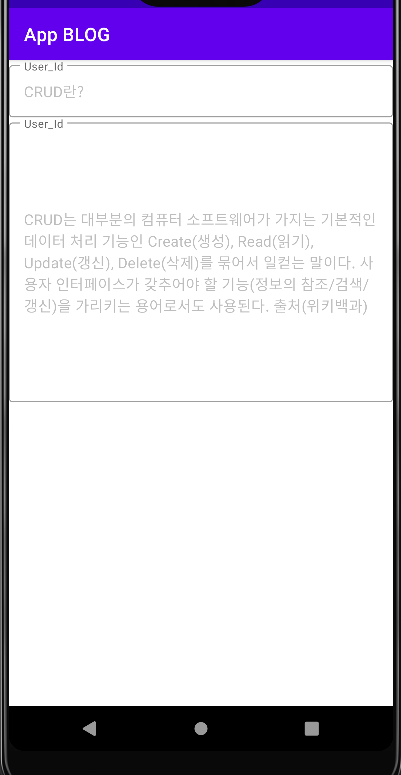 App BLOG
User_Id
CRUD란?
User_Id
CRUD는 대부분의 컴퓨터 소프트웨어가 가지는 기본적인
데이터 처리 기능인 Create(생성), Read(읽기),
Update(갱신), Delete(삭제)를 묶어서 일컫는 말이다. 사
용자 인터페이스가 갖추어야 할 기능(정보의 참조/검색/
갱신)을 가리키는 용어로서도 사용된다. 출처(위키백과)